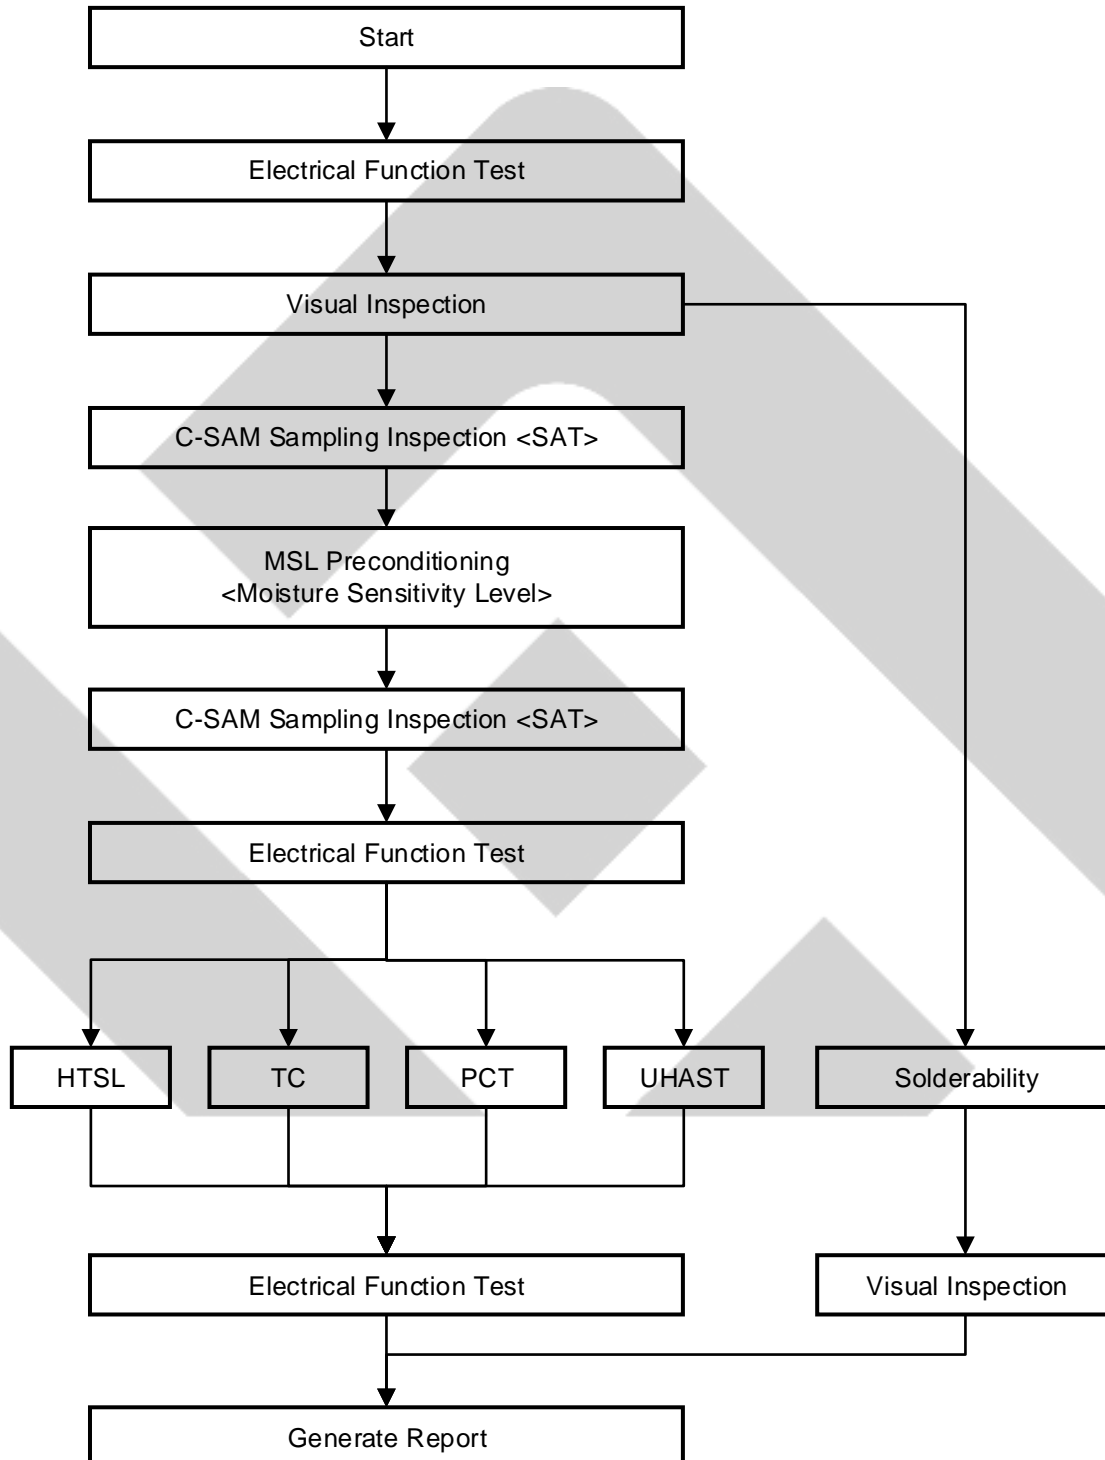 Start
Electrical Function Test
Visual Inspection
C-SAM Sampling Inspection <SAT>
MSL Preconditioning
<Moisture Sensitivity Level>
C-SAM Sampling Inspection <SAT>
Electrical Function Test
HTSL
TC
PCT
UHAST
Solderability
Electrical Function Test
Visual Inspection
Generate Report